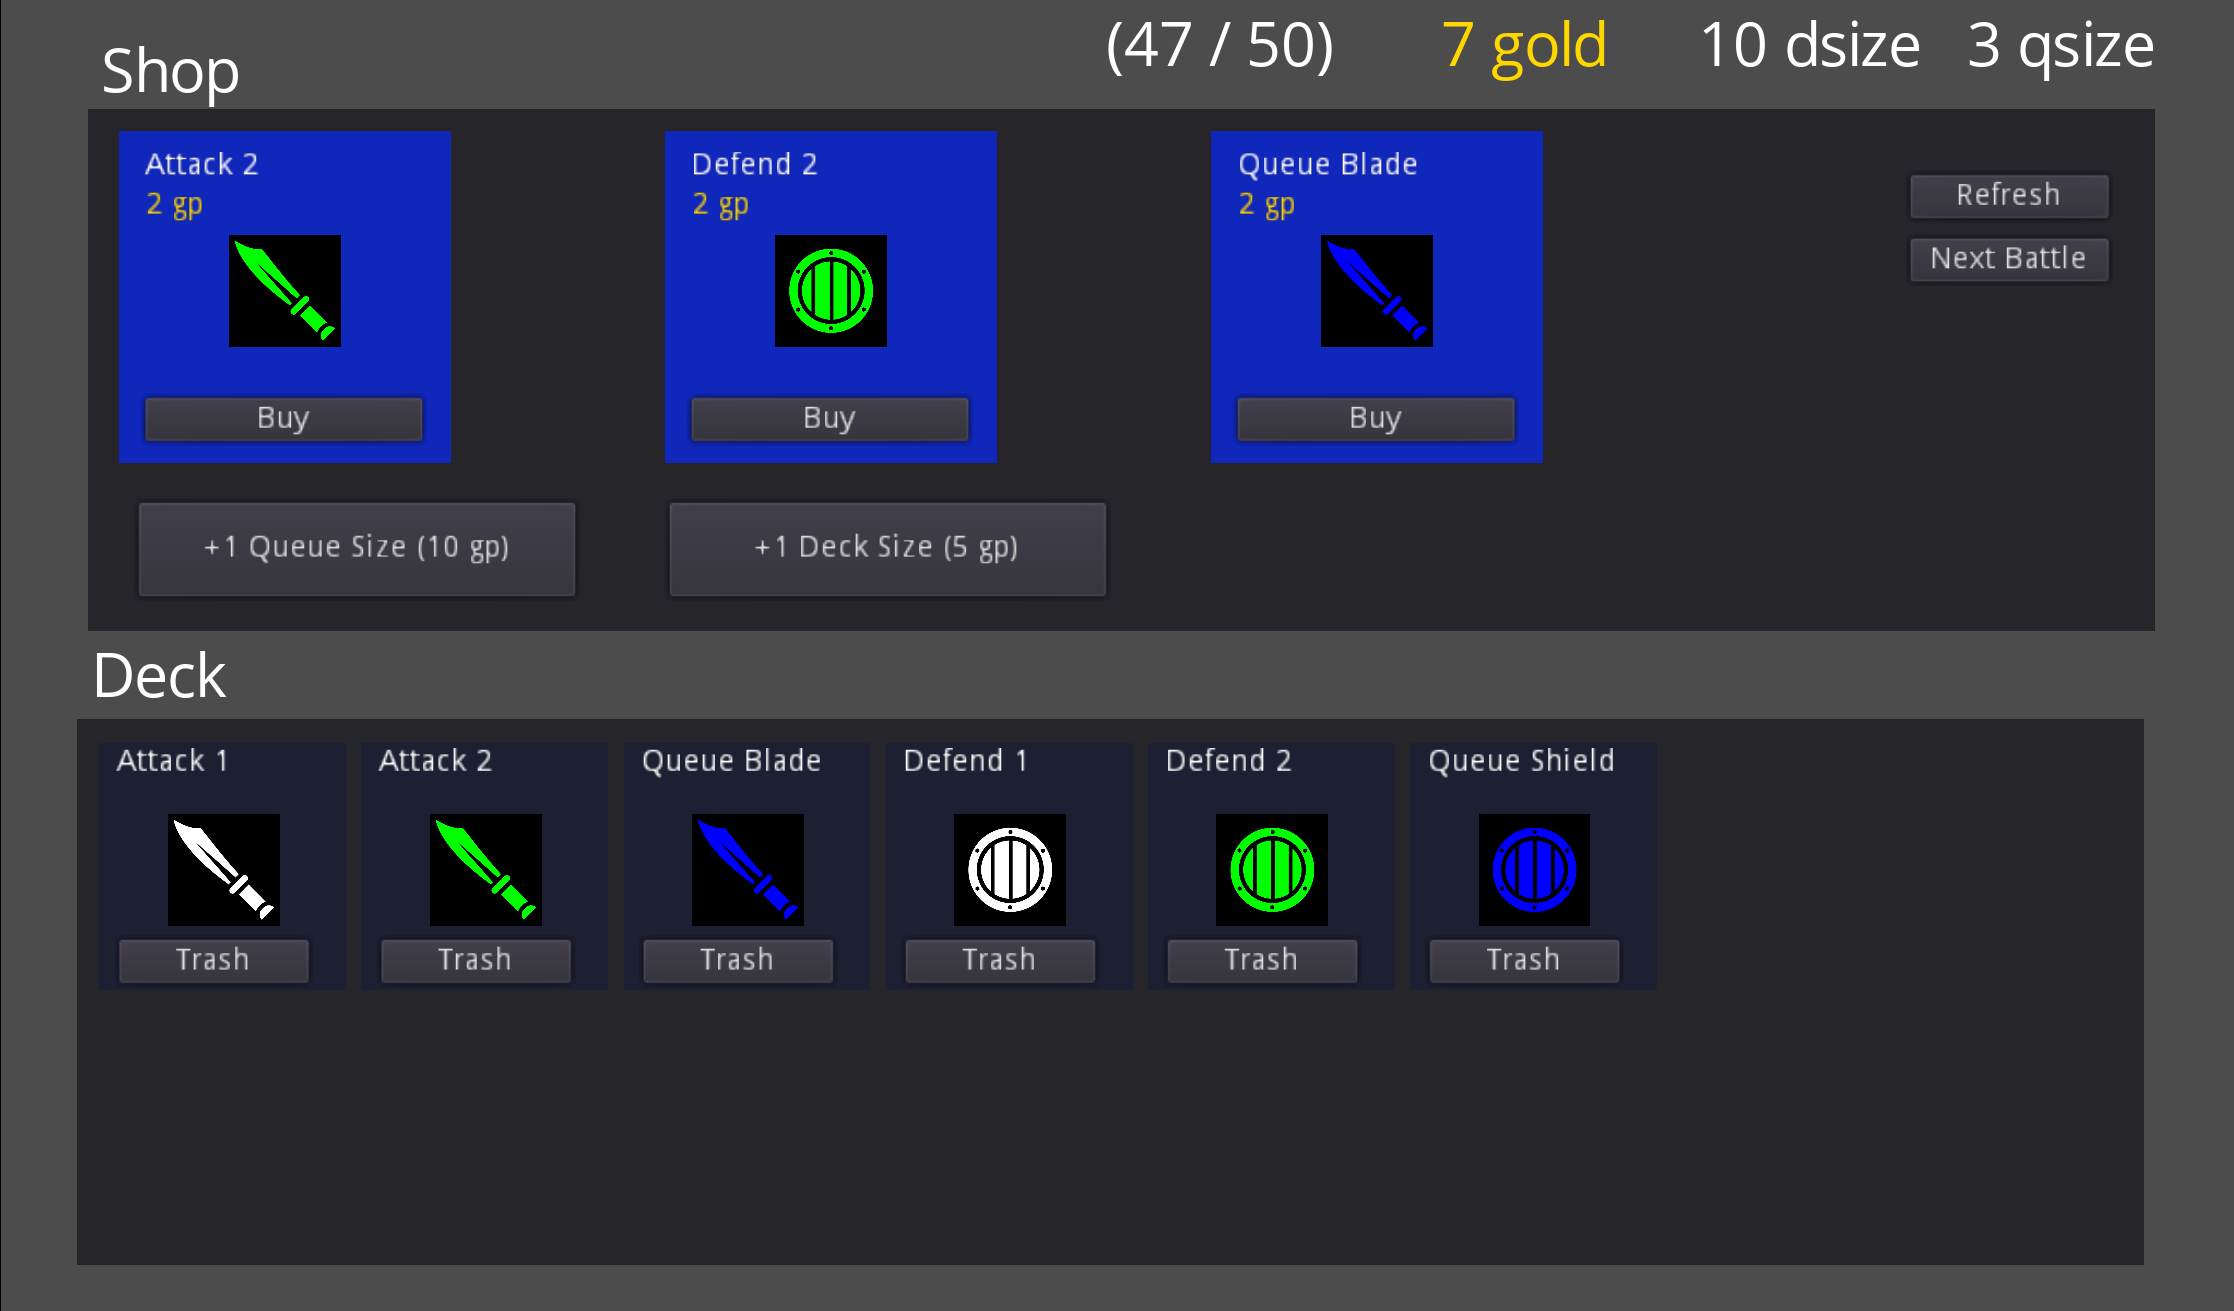 Shop
(47 / 50)
7 gold
10 dsize
3 qsize
Attack 2
2 gp
Buy
Defend 2
2 gp
Buy
Queue Blade
2 gp
Buy
Refresh
Next Battle
+1 Queue Size (10 gp)
+1 Deck Size (5 gp)
Deck
Attack 1
Trash
Attack 2
Trash
Queue Blade
Trash
Defend 1
Trash
Defend 2
Trash
Queue Shield
Trash